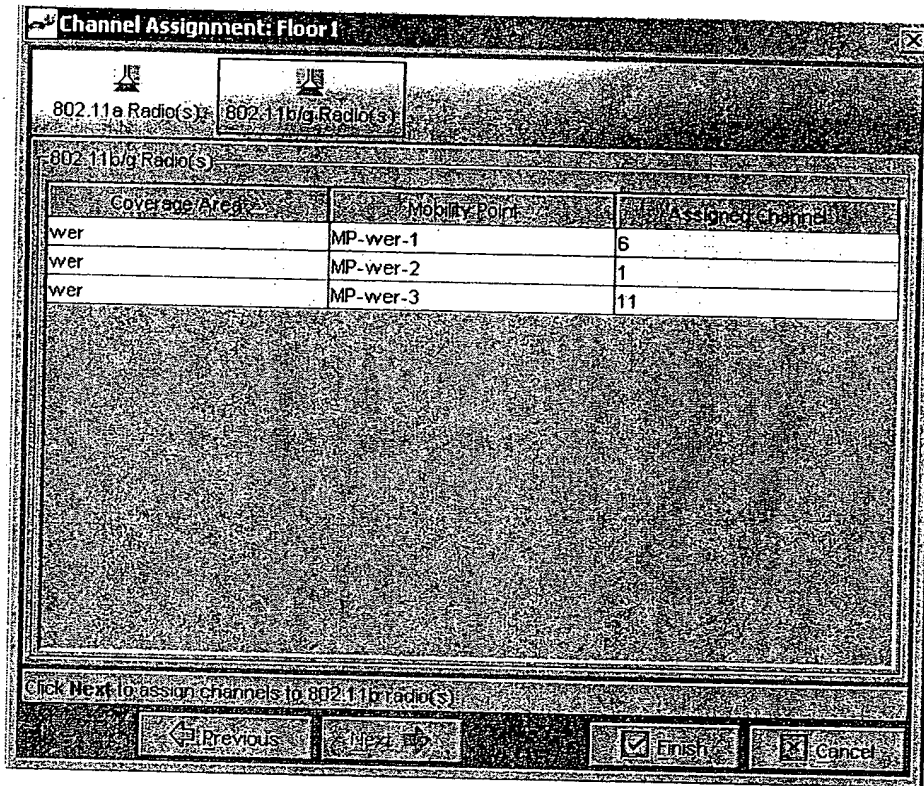 Channel Assignment: Floor1
802.11a Radio(s) 802.11b/g Radio(s)
802.11b/g Radio(s)
Coverage Area Mobility Point Assigned Channel
wer MP-wer-1 6
wer MP-wer-2 1
wer MP-wer-3 11
Click Next to assign channels to 802.11b radio(s)
Previous Next Finish Cancel